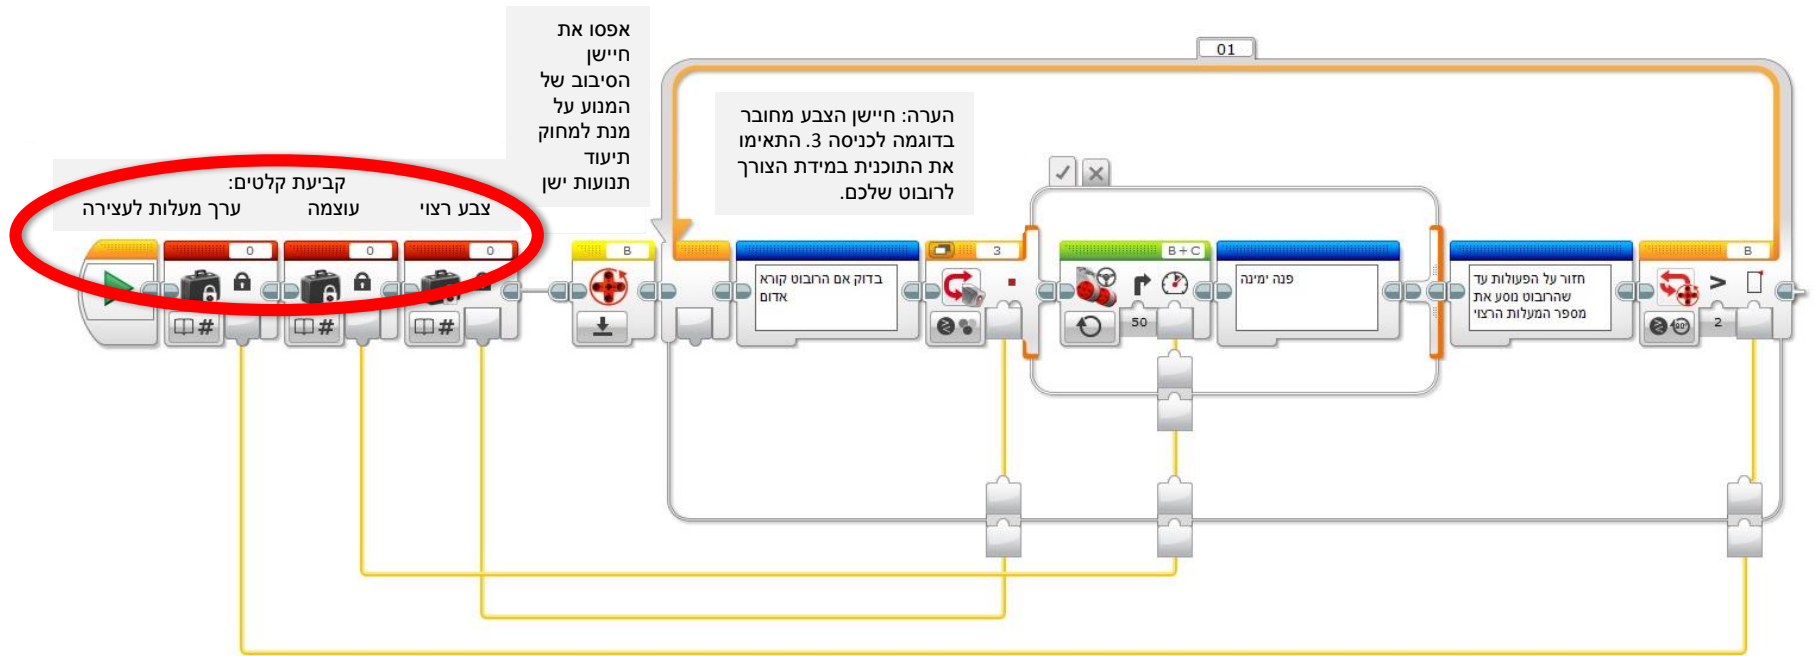 אפסו את
חיישן
הסיבוב של
המנוע על
מנת למחוק
תיעוד
תנועות ישן
01
הערה: חיישן הצבע מחובר
בדוגמה לכניסה 3. התאימו
את התוכנית במידת הצורך
לרובוט שלכם.
קביעת קלטים:
צבע רצוי
עוצמה
ערך מעלות לעצירה
0
0
0
B
בדוק אם הרובוט קורא
אדום
3
B+C
50
פנה ימינה
חזור על הפעולות עד
שהרובוט נוסע את
מספר המעלות הרצוי
B
>
90°
2
#
#
#